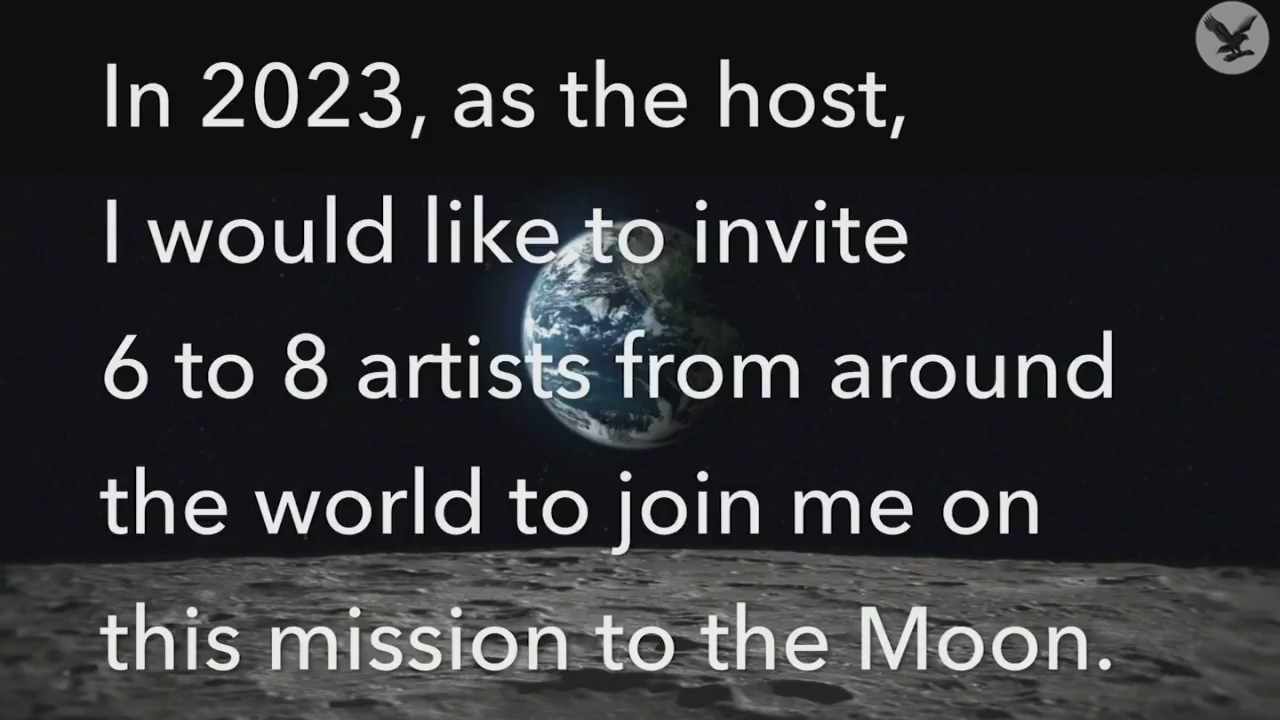 In 2023, as the host,
I would like to invite
6 to 8 artists from around
the world to join me on
this mission to the Moon.